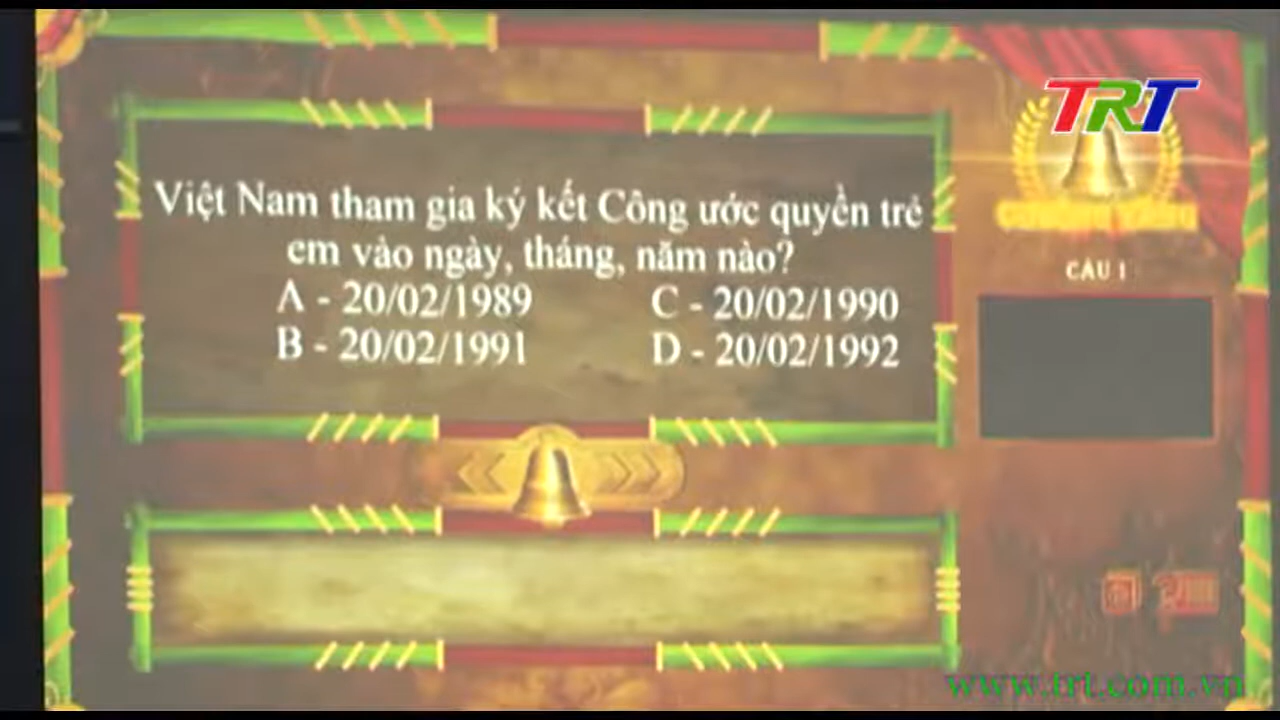 TRT
Việt Nam tham gia ký kết Công ước quyền trẻ
em vào ngày, tháng, năm nào?
A - 20/02/1989
C - 20/02/1990
B - 20/02/1991
D - 20/02/1992
CÂU 1
www.trt.com.vn